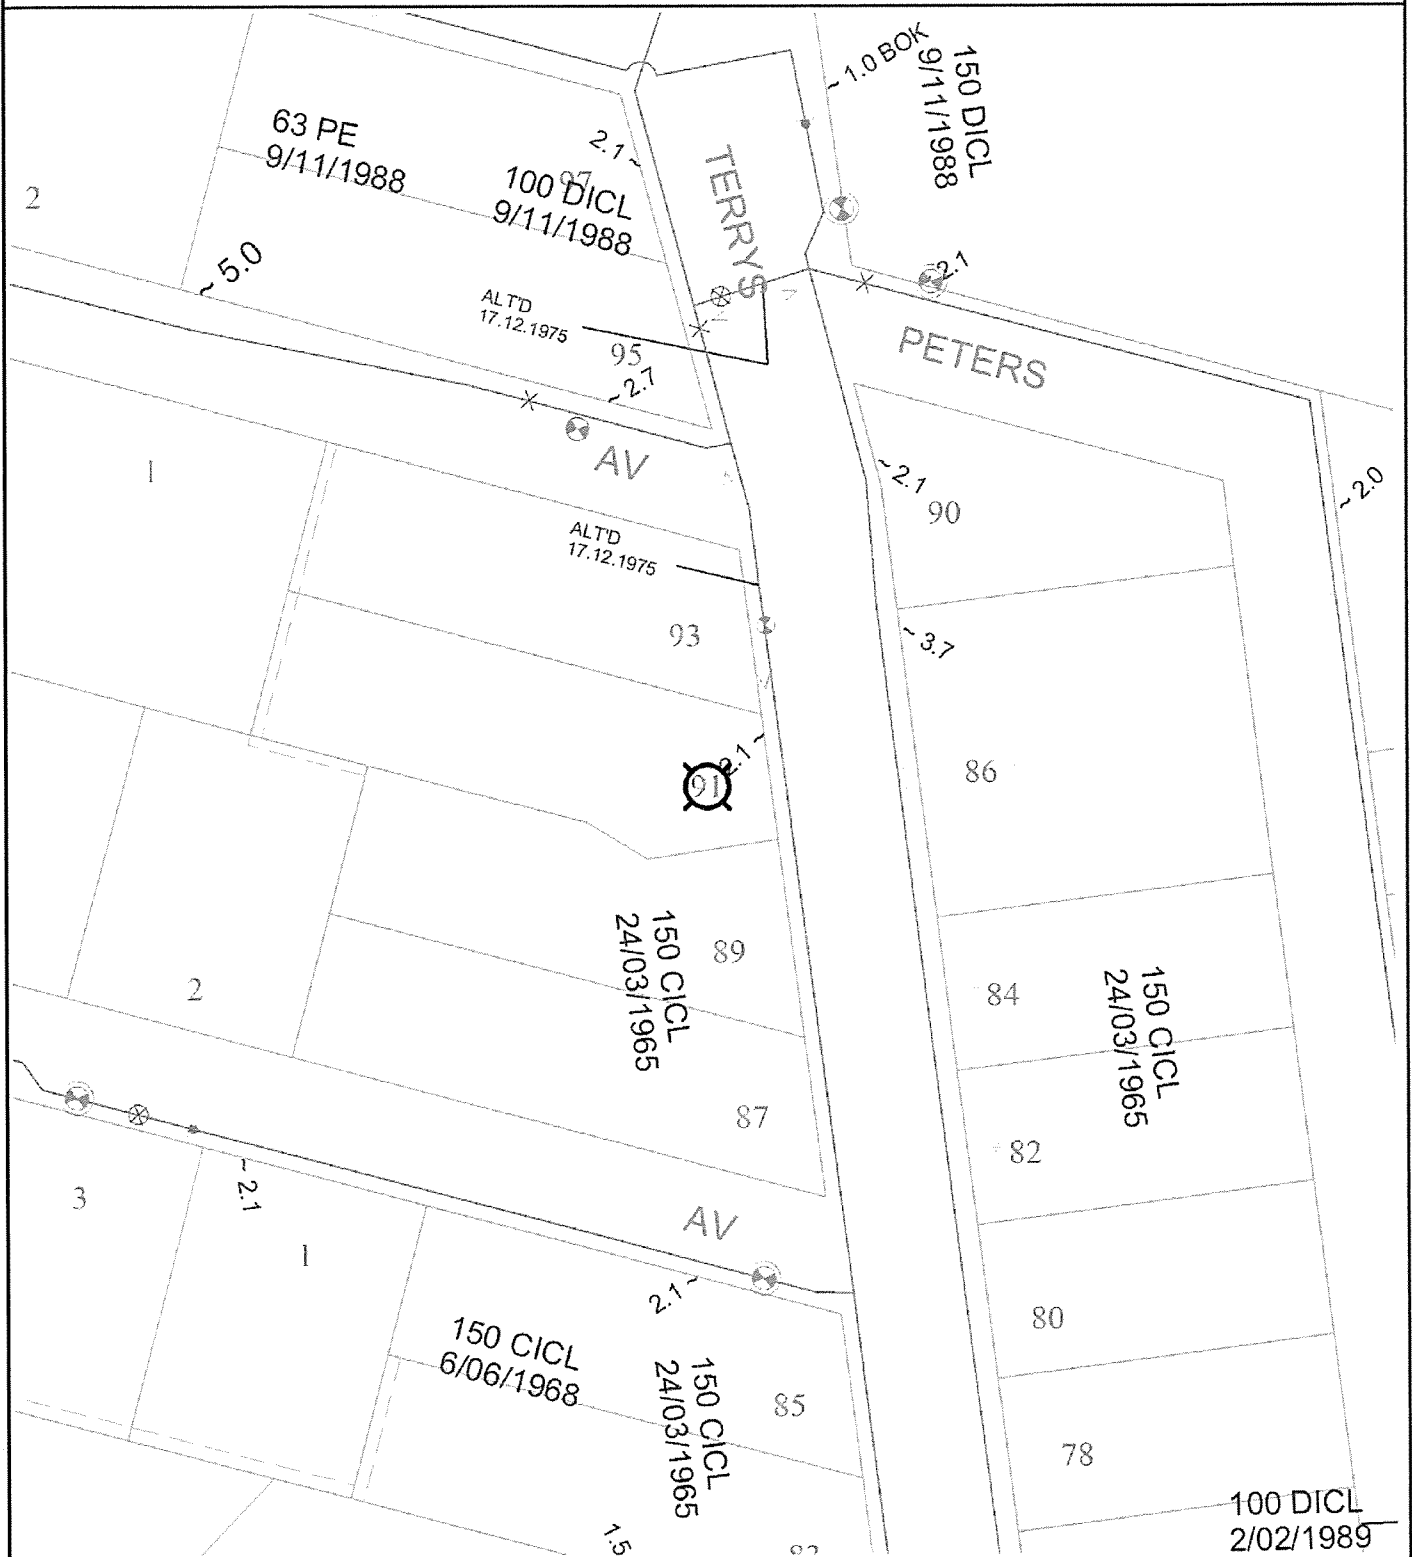 ~ 1.0 BOK
150 DICL
9/11/1988
63 PE
9/11/1988
2.1 ~
97
100 DICL
9/11/1988
TERRYS
2
~ 5.0
2.1
ALT'D
17.12.1975
95
~ 2.7
PETERS
AV
1
~ 2.1
90
~ 2.0
ALT'D
17.12.1975
93
~ 3.7
2.1 ~
91
86
150 CICL
24/03/1965
89
2
84
150 CICL
24/03/1965
87
82
3
~ 2.1
AV
1
2.1 ~
80
150 CICL
6/06/1968
150 CICL
24/03/1965
85
78
100 DICL
2/02/1989
1.5